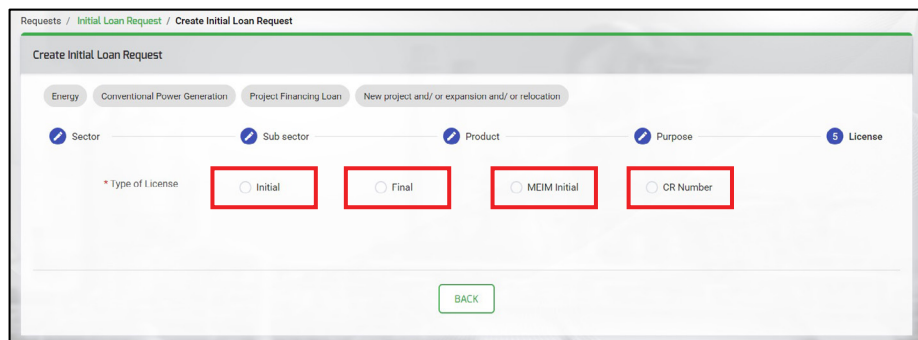 Requests / Initial Loan Request / Create Initial Loan Request
Create Initial Loan Request
Energy Conventional Power Generation Project Financing Loan New project and/ or expansion and/ or relocation
Sector Sub sector Product Purpose 5 License
* Type of License Initial Final MEIM Initial CR Number
BACK